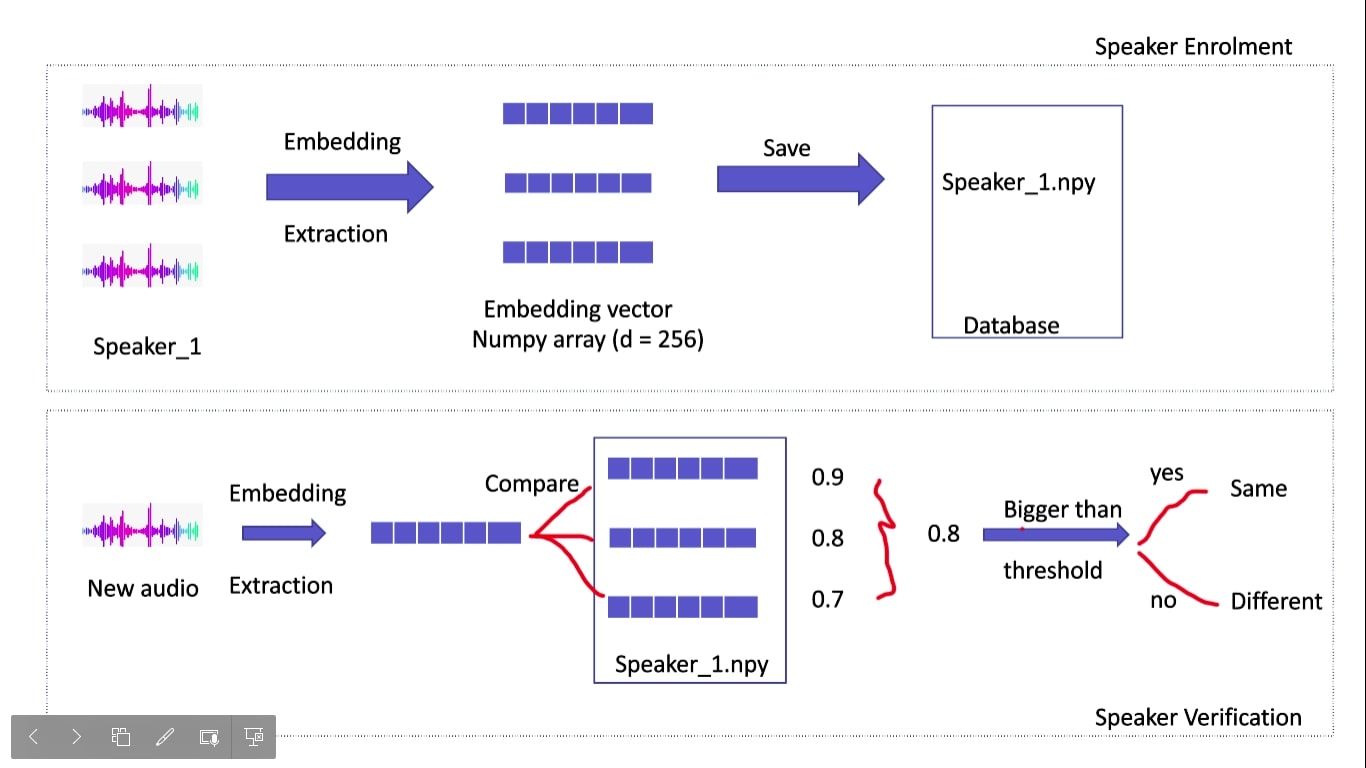 Speaker Enrolment
Embedding
Extraction
Speaker_1
Embedding vector
Numpy array (d = 256)
Save
Speaker_1.npy
Database
New audio
Embedding
Extraction
Compare
Speaker_1.npy
0.9
0.8
0.7
0.8
Bigger than
threshold
yes
Same
no
Different
Speaker Verification